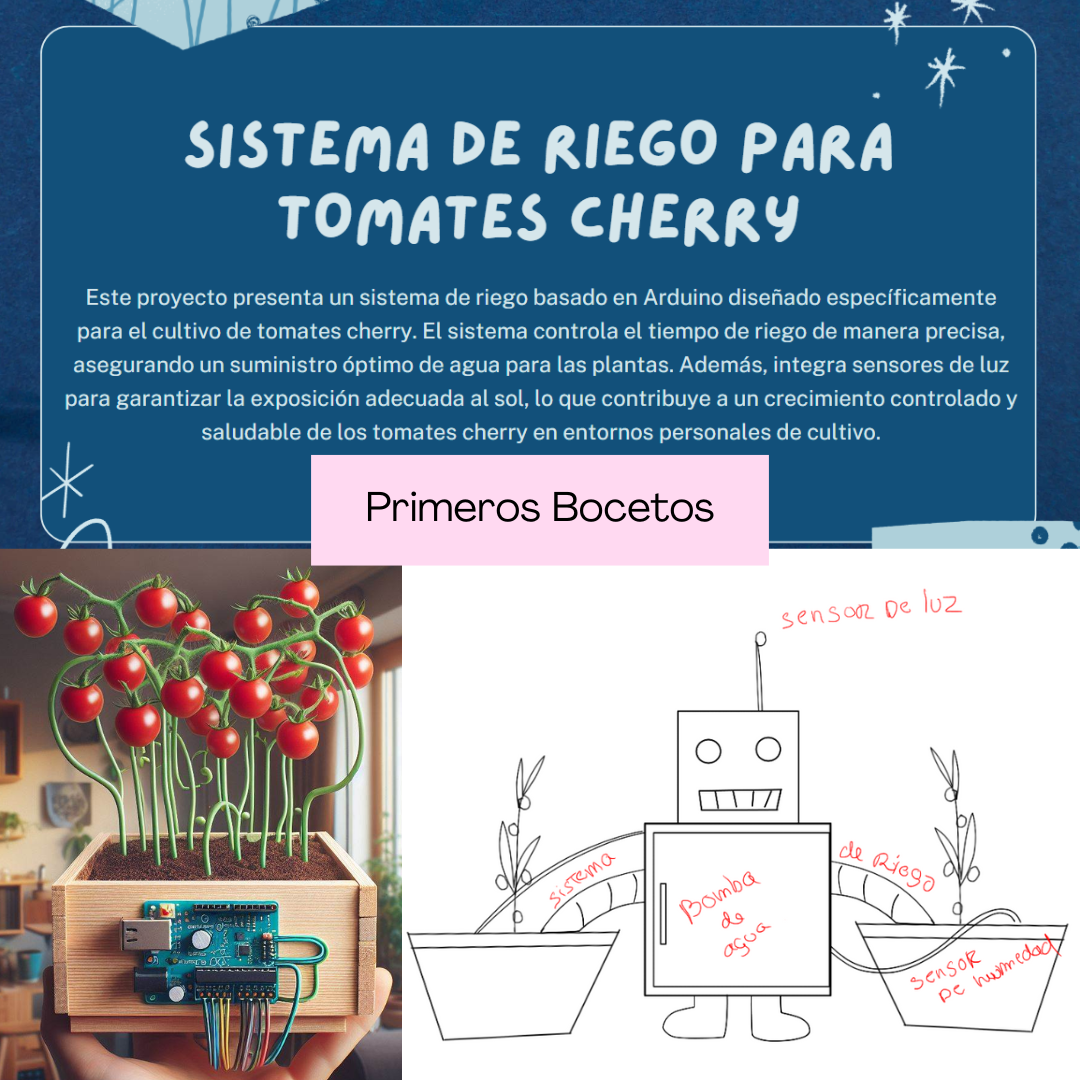 SISTEMA DE RIEGO PARA
TOMATES CHERRY
Este proyecto presenta un sistema de riego basado en Arduino diseñado específicamente
para el cultivo de tomates cherry. El sistema controla el tiempo de riego de manera precisa,
asegurando un suministro óptimo de agua para las plantas. Además, integra sensores de luz
para garantizar la exposición adecuada al sol, lo que contribuye a un crecimiento controlado y
saludable de los tomates cherry en entornos personales de cultivo.
Primeros Bocetos
sensor De luz
sistema
de Riego
Bomba
de
agua
sensor
De humedad